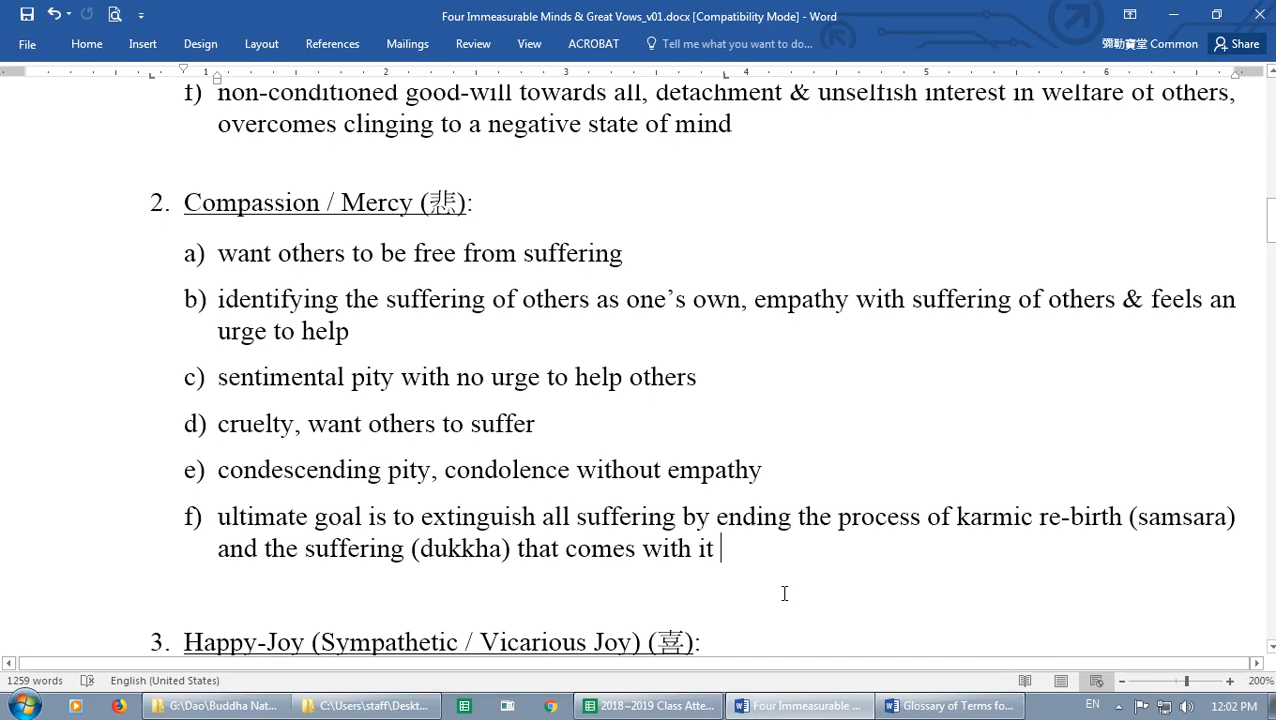 Four Immeasurable Minds & Great Vows_v01.docx [Compatibility Mode] - Word
File Home Insert Design Layout References Mailings Review View ACROBAT Tell me what you want to do... 彌勒寶堂 Common Share
1 2 3 4 5 6
f) non-conditioned good-will towards all, detachment & unselfish interest in welfare of others,
overcomes clinging to a negative state of mind
2. Compassion / Mercy (悲):
a) want others to be free from suffering
b) identifying the suffering of others as one’s own, empathy with suffering of others & feels an
urge to help
c) sentimental pity with no urge to help others
d) cruelty, want others to suffer
e) condescending pity, condolence without empathy
f) ultimate goal is to extinguish all suffering by ending the process of karmic re-birth (samsara)
and the suffering (dukkha) that comes with it
3. Happy-Joy (Sympathetic / Vicarious Joy) (喜):
1259 words English (United States) 200%
G:\Dao\Buddha Nat... C:\Users\staff\Deskt... 2018~2019 Class Atte... Four Immeasurable ... Glossary of Terms fo... EN 12:02 PM